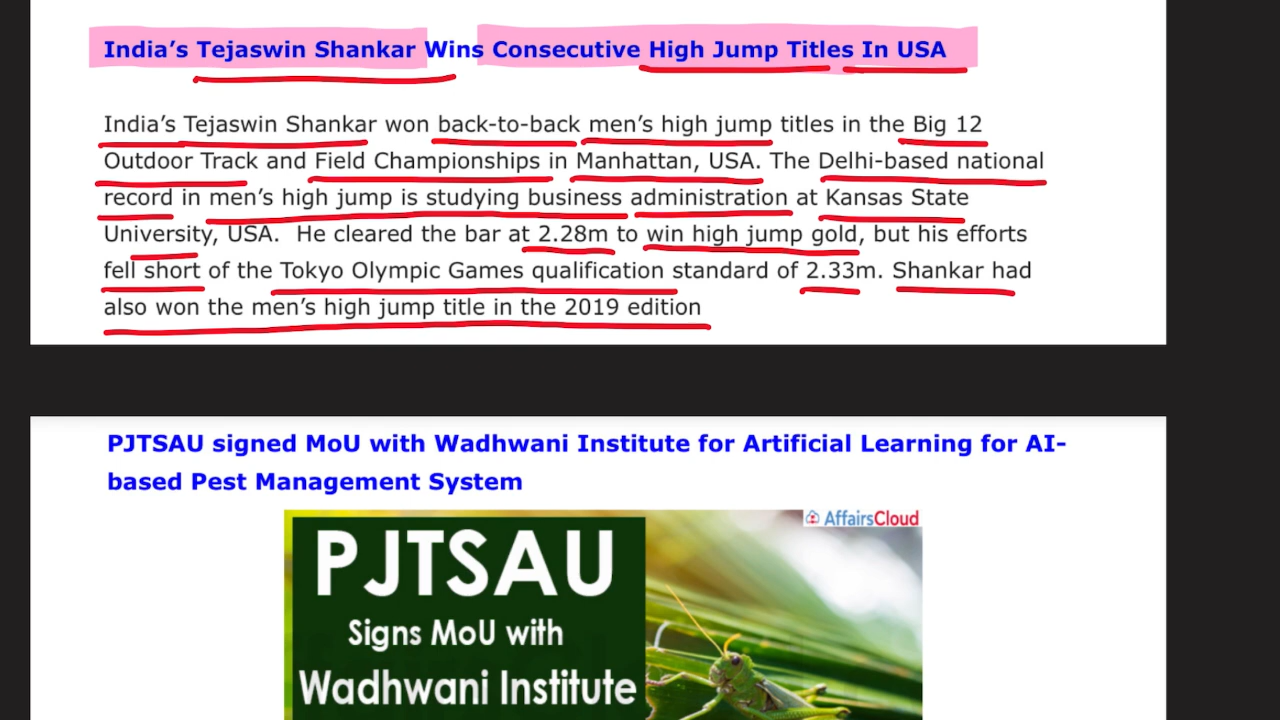 India’s Tejaswin Shankar Wins Consecutive High Jump Titles In USA
India’s Tejaswin Shankar won back-to-back men’s high jump titles in the Big 12
Outdoor Track and Field Championships in Manhattan, USA. The Delhi-based national
record in men’s high jump is studying business administration at Kansas State
University, USA. He cleared the bar at 2.28m to win high jump gold, but his efforts
fell short of the Tokyo Olympic Games qualification standard of 2.33m. Shankar had
also won the men’s high jump title in the 2019 edition
PJTSAU signed MoU with Wadhwani Institute for Artificial Learning for AI-
based Pest Management System
AffairsCloud
PJTSAU
Signs MoU with
Wadhwani Institute